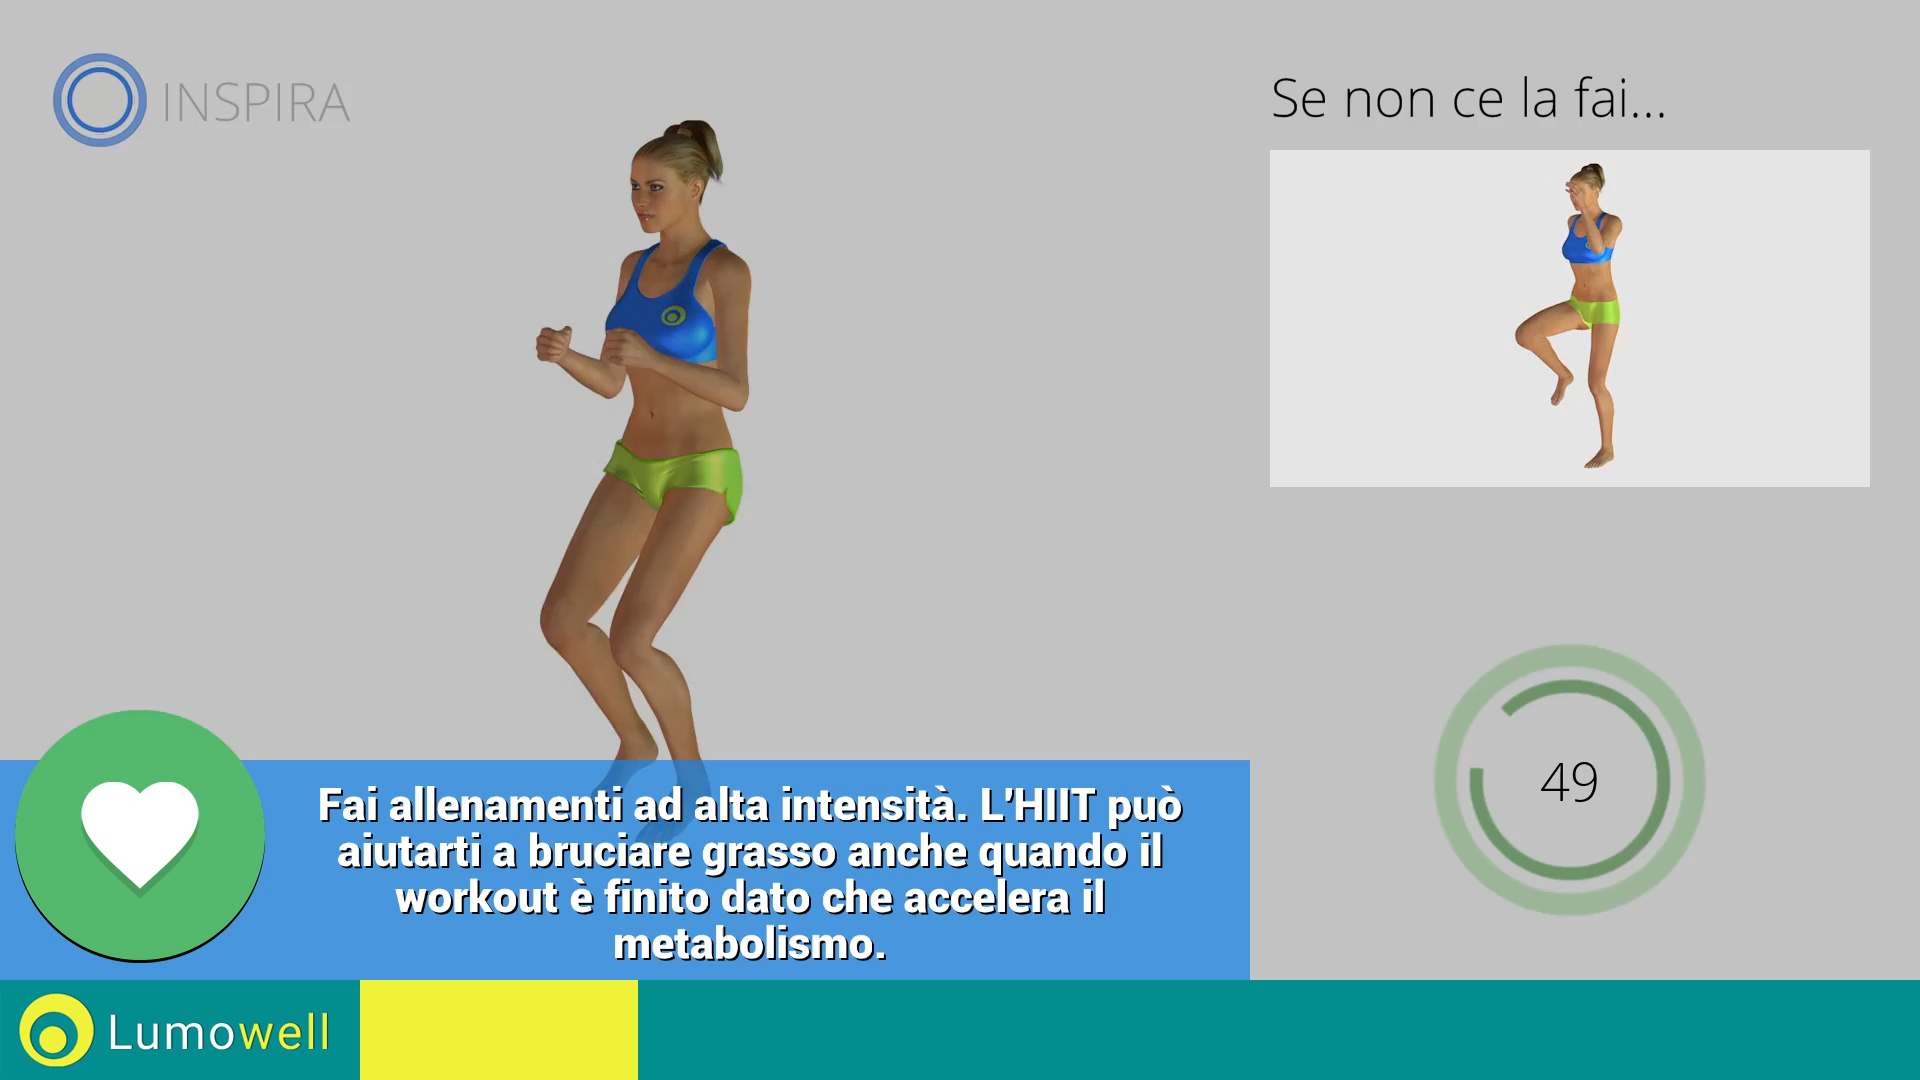 INSPIRA
Se non ce la fai...
49
Fai allenamenti ad alta intensità. L'HIIT può
aiutarti a bruciare grasso anche quando il
workout è finito dato che accelera il
metabolismo.
Lumowell